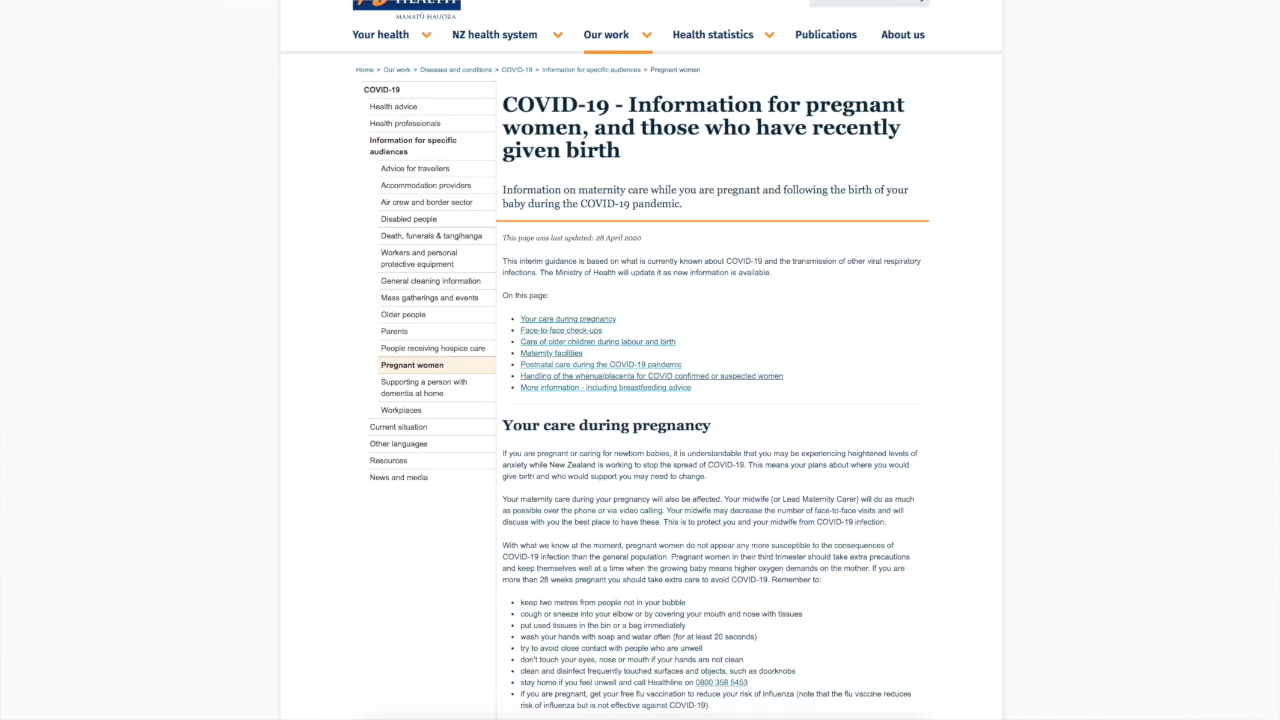 HEALTH
MANATŪ HAUORA
Your health NZ health system Our work Health statistics Publications About us
Home > Our work > Diseases and conditions > COVID-19 > Information for specific audiences > Pregnant women
COVID-19
Health advice
Health professionals
Information for specific
audiences
Advice for travellers
Accommodation providers
Air crew and border sector
Disabled people
Death, funerals & tangihanga
Workers and personal
protective equipment
General cleaning information
Mass gatherings and events
Older people
Parents
People receiving hospice care
Pregnant women
Supporting a person with
dementia at home
Workplaces
Current situation
Other languages
Resources
News and media
COVID-19 - Information for pregnant
women, and those who have recently
given birth
Information on maternity care while you are pregnant and following the birth of your
baby during the COVID-19 pandemic.
This page was last updated: 28 April 2020
This interim guidance is based on what is currently known about COVID-19 and the transmission of other viral respiratory
infections. The Ministry of Health will update it as new information is available.
On this page:
Your care during pregnancy
Face-to-face check-ups
Care of older children during labour and birth
Maternity facilities
Postnatal care during the COVID-19 pandemic
Handling of the whenua/placenta for COVID confirmed or suspected women
More information - including breastfeeding advice
Your care during pregnancy
If you are pregnant or caring for newborn babies, it is understandable that you may be experiencing heightened levels of
anxiety while New Zealand is working to stop the spread of COVID-19. This means your plans about where you would
give birth and who would support you may need to change.
Your maternity care during your pregnancy will also be affected. Your midwife (or Lead Maternity Carer) will do as much
as possible over the phone or via video calling. Your midwife may decrease the number of face-to-face visits and will
discuss with you the best place to have these. This is to protect you and your midwife from COVID-19 infection.
With what we know at the moment, pregnant women do not appear any more susceptible to the consequences of
COVID-19 infection than the general population. Pregnant women in their third trimester should take extra precautions
and keep themselves well at a time when the growing baby means higher oxygen demands on the mother. If you are
more than 28 weeks pregnant you should take extra care to avoid COVID-19. Remember to:
keep two metres from people not in your bubble
cough or sneeze into your elbow or by covering your mouth and nose with tissues
put used tissues in the bin or a bag immediately
wash your hands with soap and water often (for at least 20 seconds)
try to avoid close contact with people who are unwell
don't touch your eyes, nose or mouth if your hands are not clean
clean and disinfect frequently touched surfaces and objects, such as doorknobs
stay home if you feel unwell and call Healthline on 0800 358 5453
if you are pregnant, get your free flu vaccination to reduce your risk of influenza (note that the flu vaccine reduces
risk of influenza but is not effective against COVID-19).